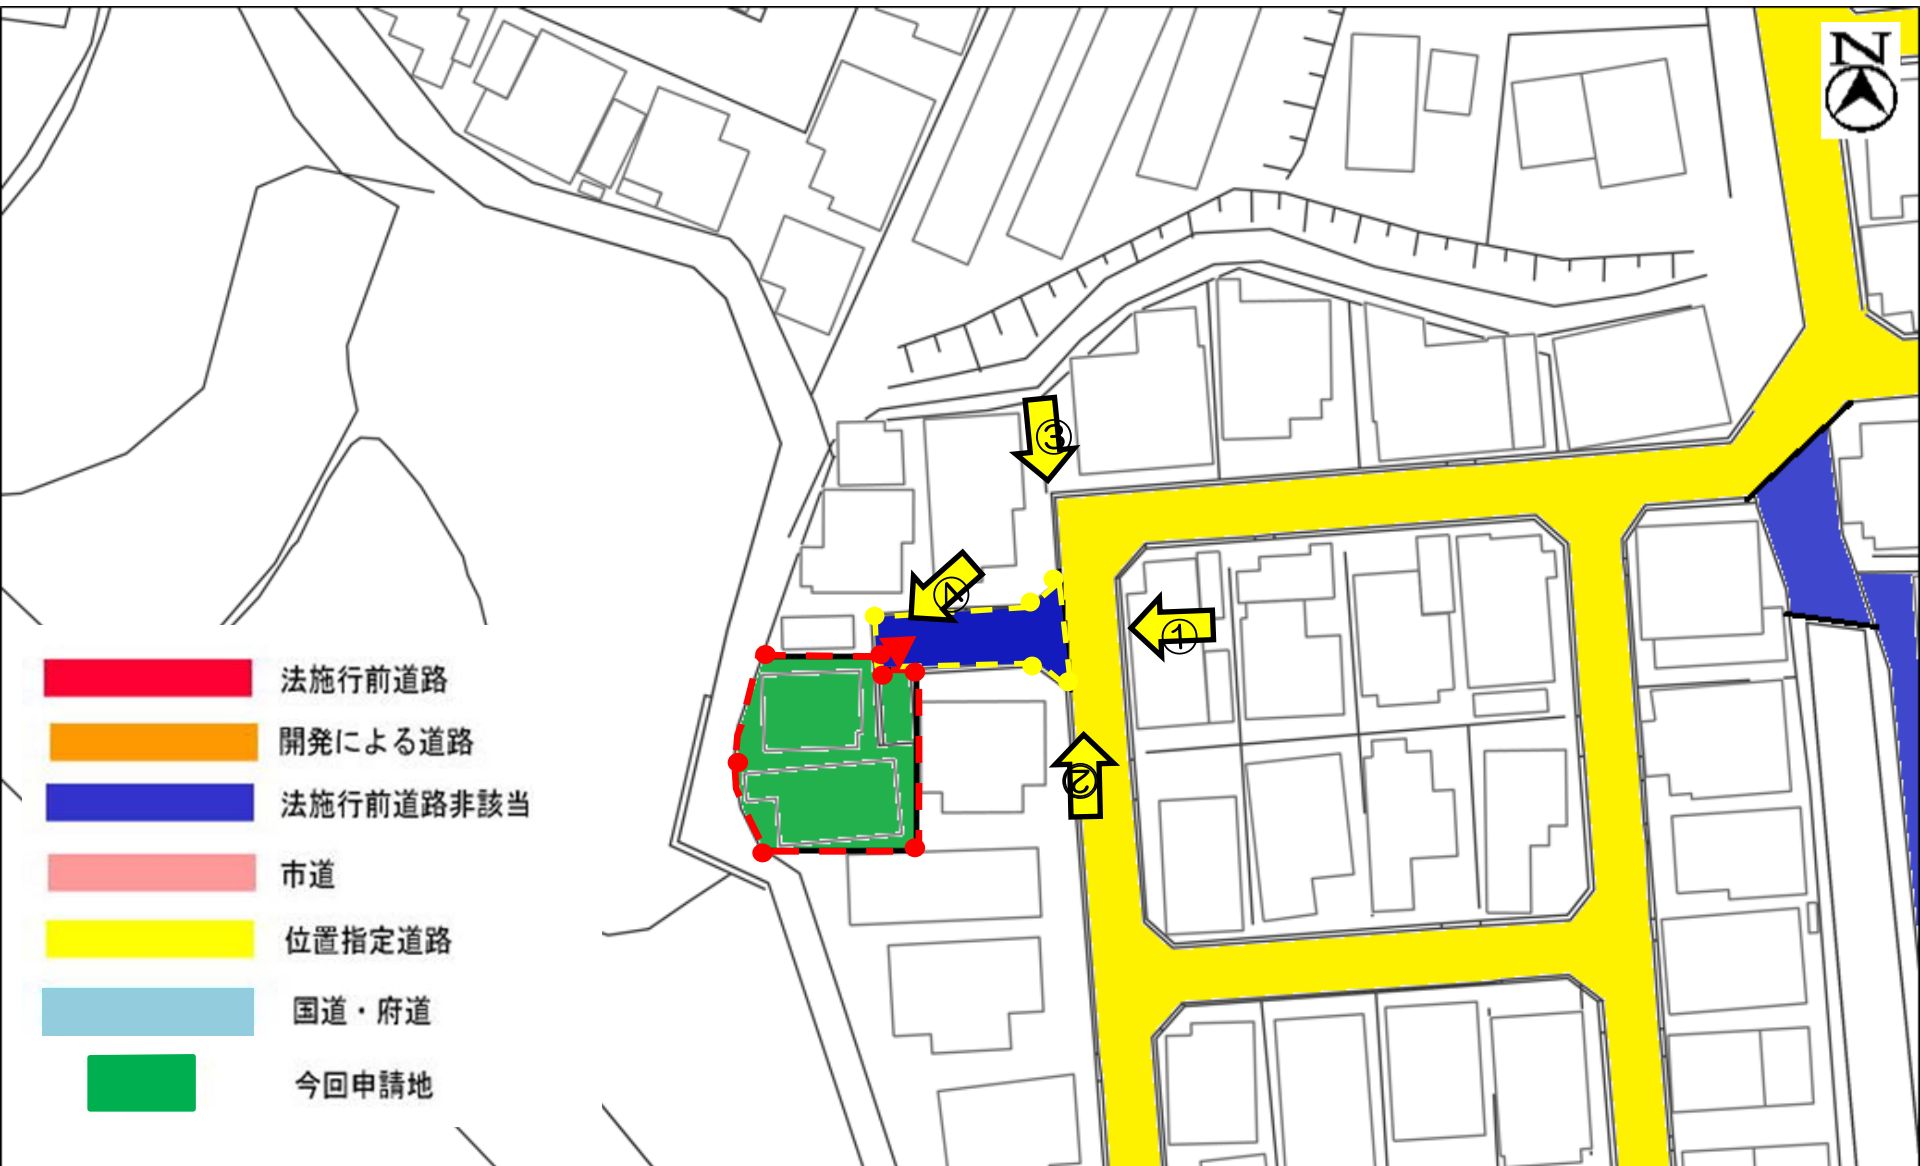 N
③
④
①
②
法施行前道路
開発による道路
法施行前道路非該当
市道
位置指定道路
国道・府道
今回申請地